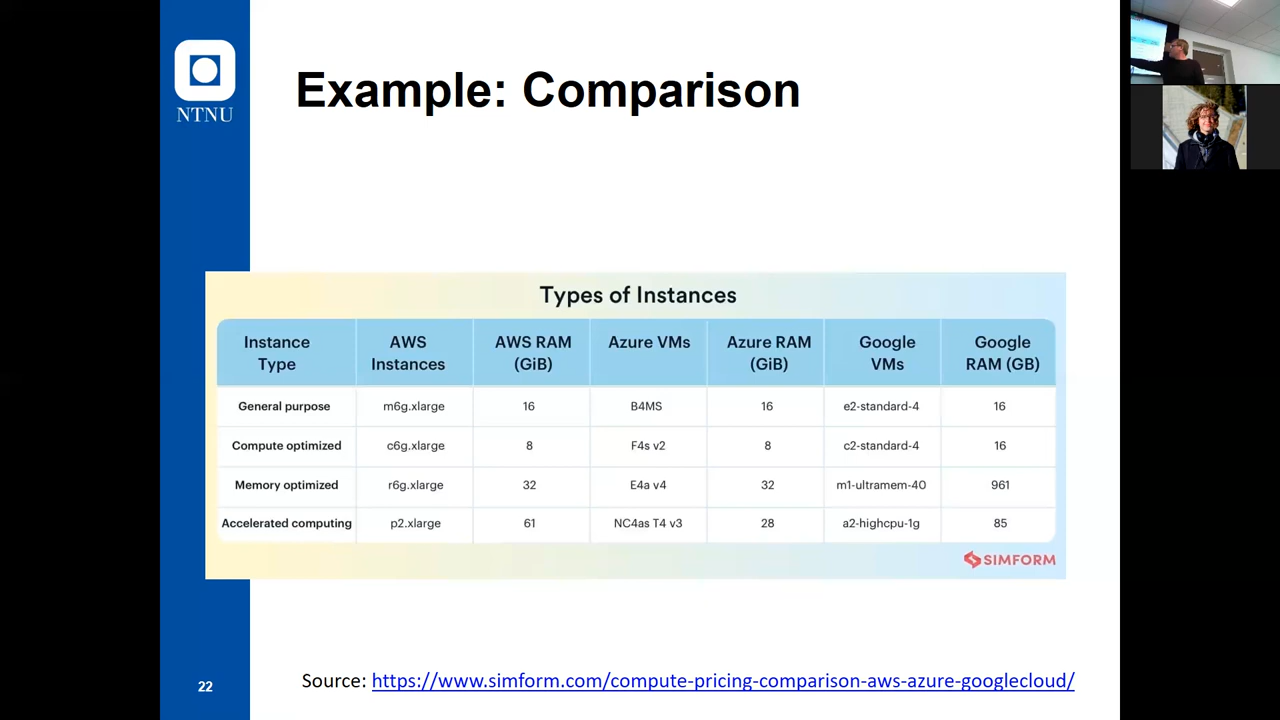 NTNU
Example: Comparison
Types of Instances
Instance Type
AWS Instances
AWS RAM (GiB)
Azure VMs
Azure RAM (GiB)
Google VMs
Google RAM (GB)
General purpose m6g.xlarge 16 B4MS 16 e2-standard-4 16
Compute optimized c6g.xlarge 8 F4s v2 8 c2-standard-4 16
Memory optimized r6g.xlarge 32 E4a v4 32 m1-ultramem-40 961
Accelerated computing p2.xlarge 61 NC4as T4 v3 28 a2-highcpu-1g 85
SIMFORM
22
Source: https://www.simform.com/compute-pricing-comparison-aws-azure-googlecloud/